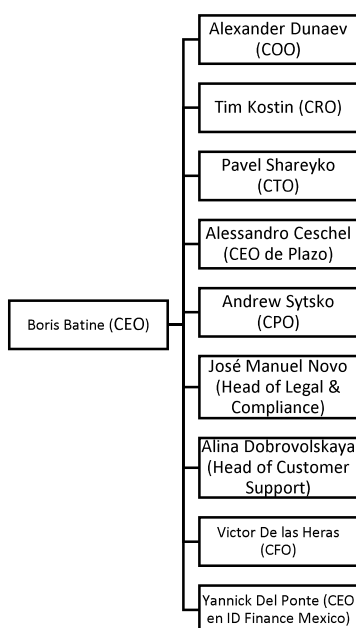 Alexander Dunaev
(COO)
Tim Kostin (CRO)
Pavel Shareyko
(CTO)
Alessandro Ceschel
(CEO de Plazo)
Boris Batine (CEO)
Andrew Sytsko
(CPO)
José Manuel Novo
(Head of Legal &
Compliance)
Alina Dobrovolskaya
(Head of Customer
Support)
Victor De las Heras
(CFO)
Yannick Del Ponte (CEO
en ID Finance Mexico)